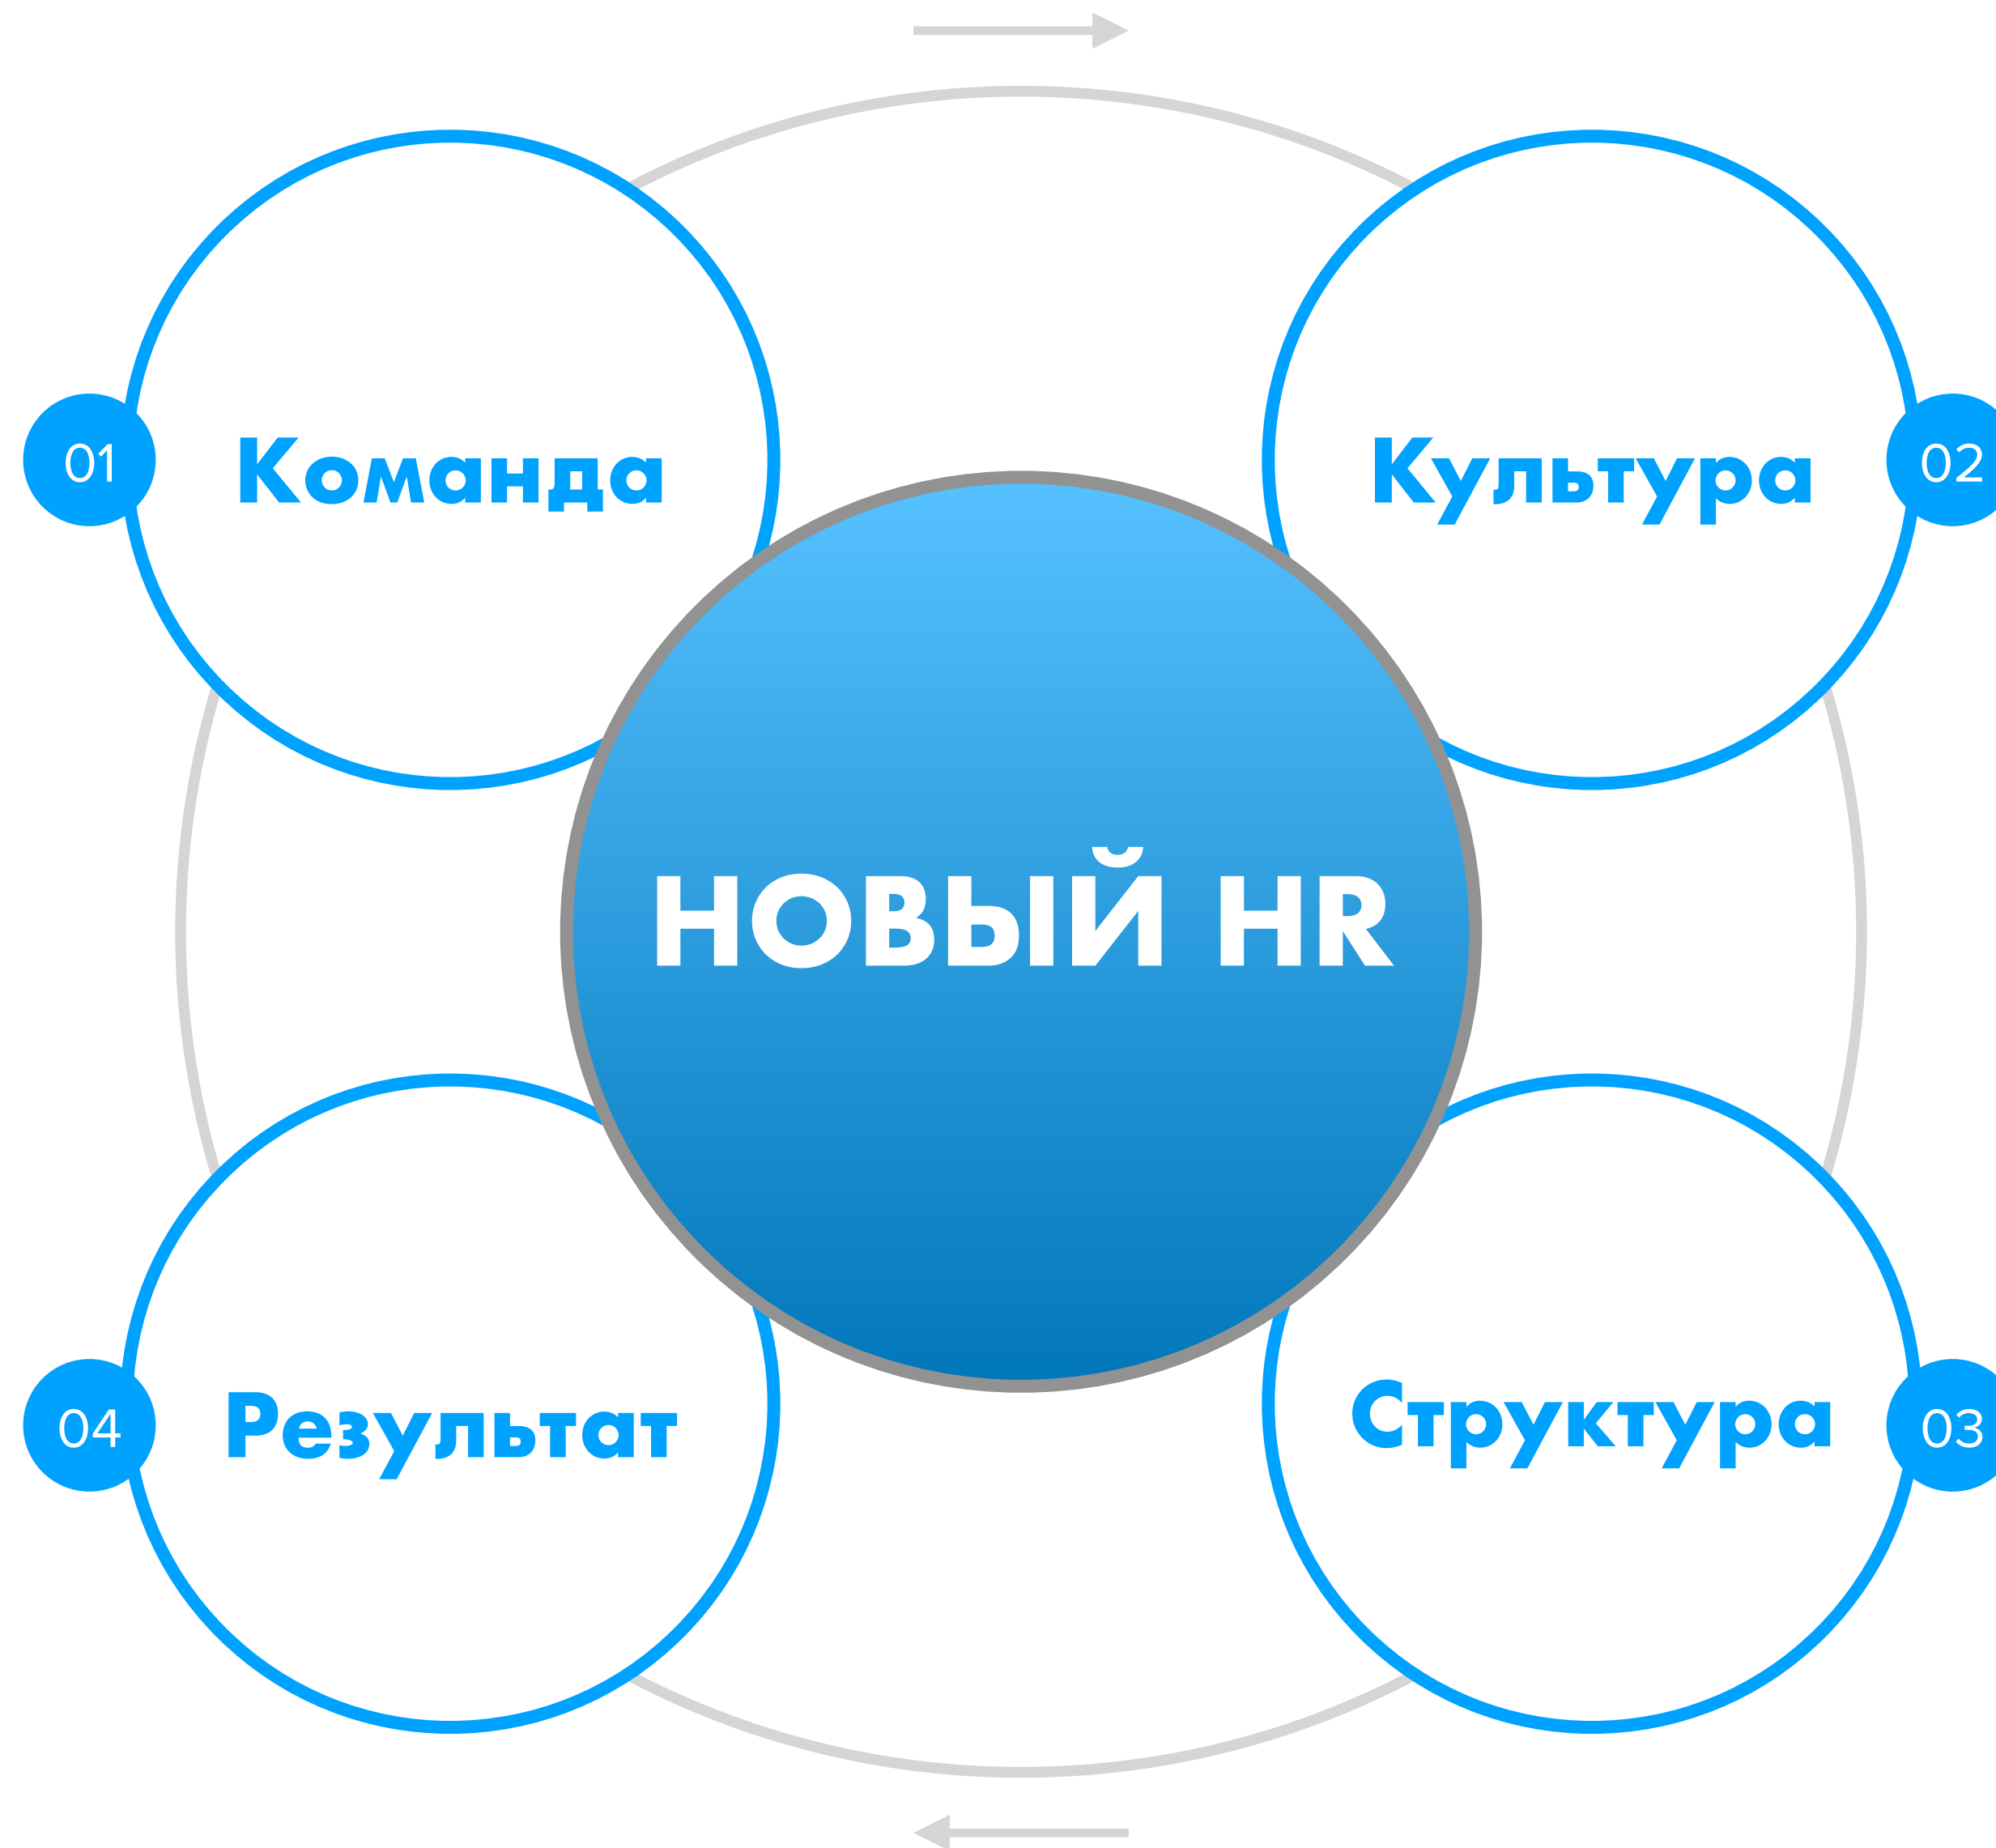 01
Команда
Культура
02
НОВЫЙ HR
04
Результат
Структура
03